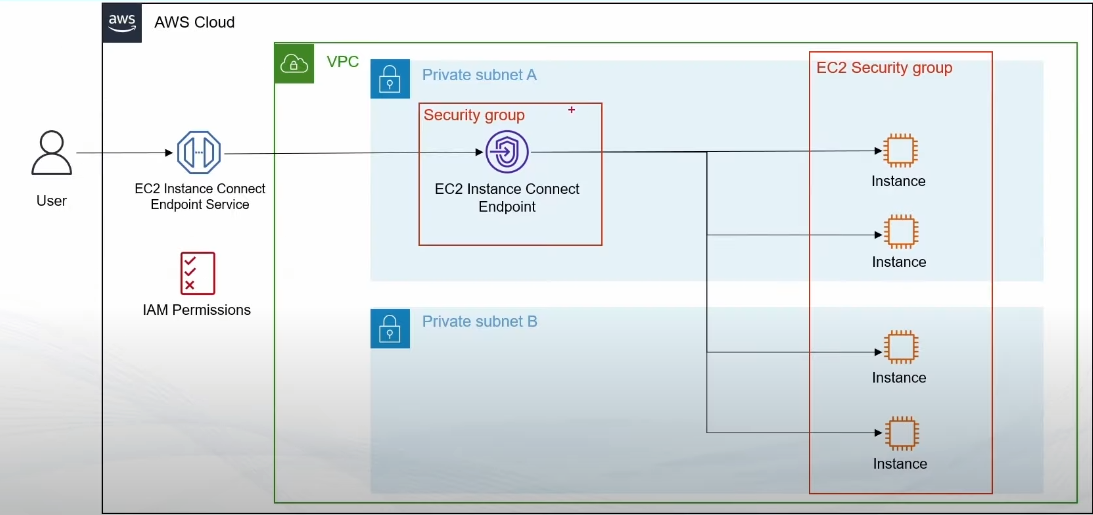 aws
AWS Cloud
VPC
Private subnet A
EC2 Security group
Security group
User
EC2 Instance Connect
Endpoint Service
EC2 Instance Connect
Endpoint
Instance
Instance
IAM Permissions
Private subnet B
Instance
Instance